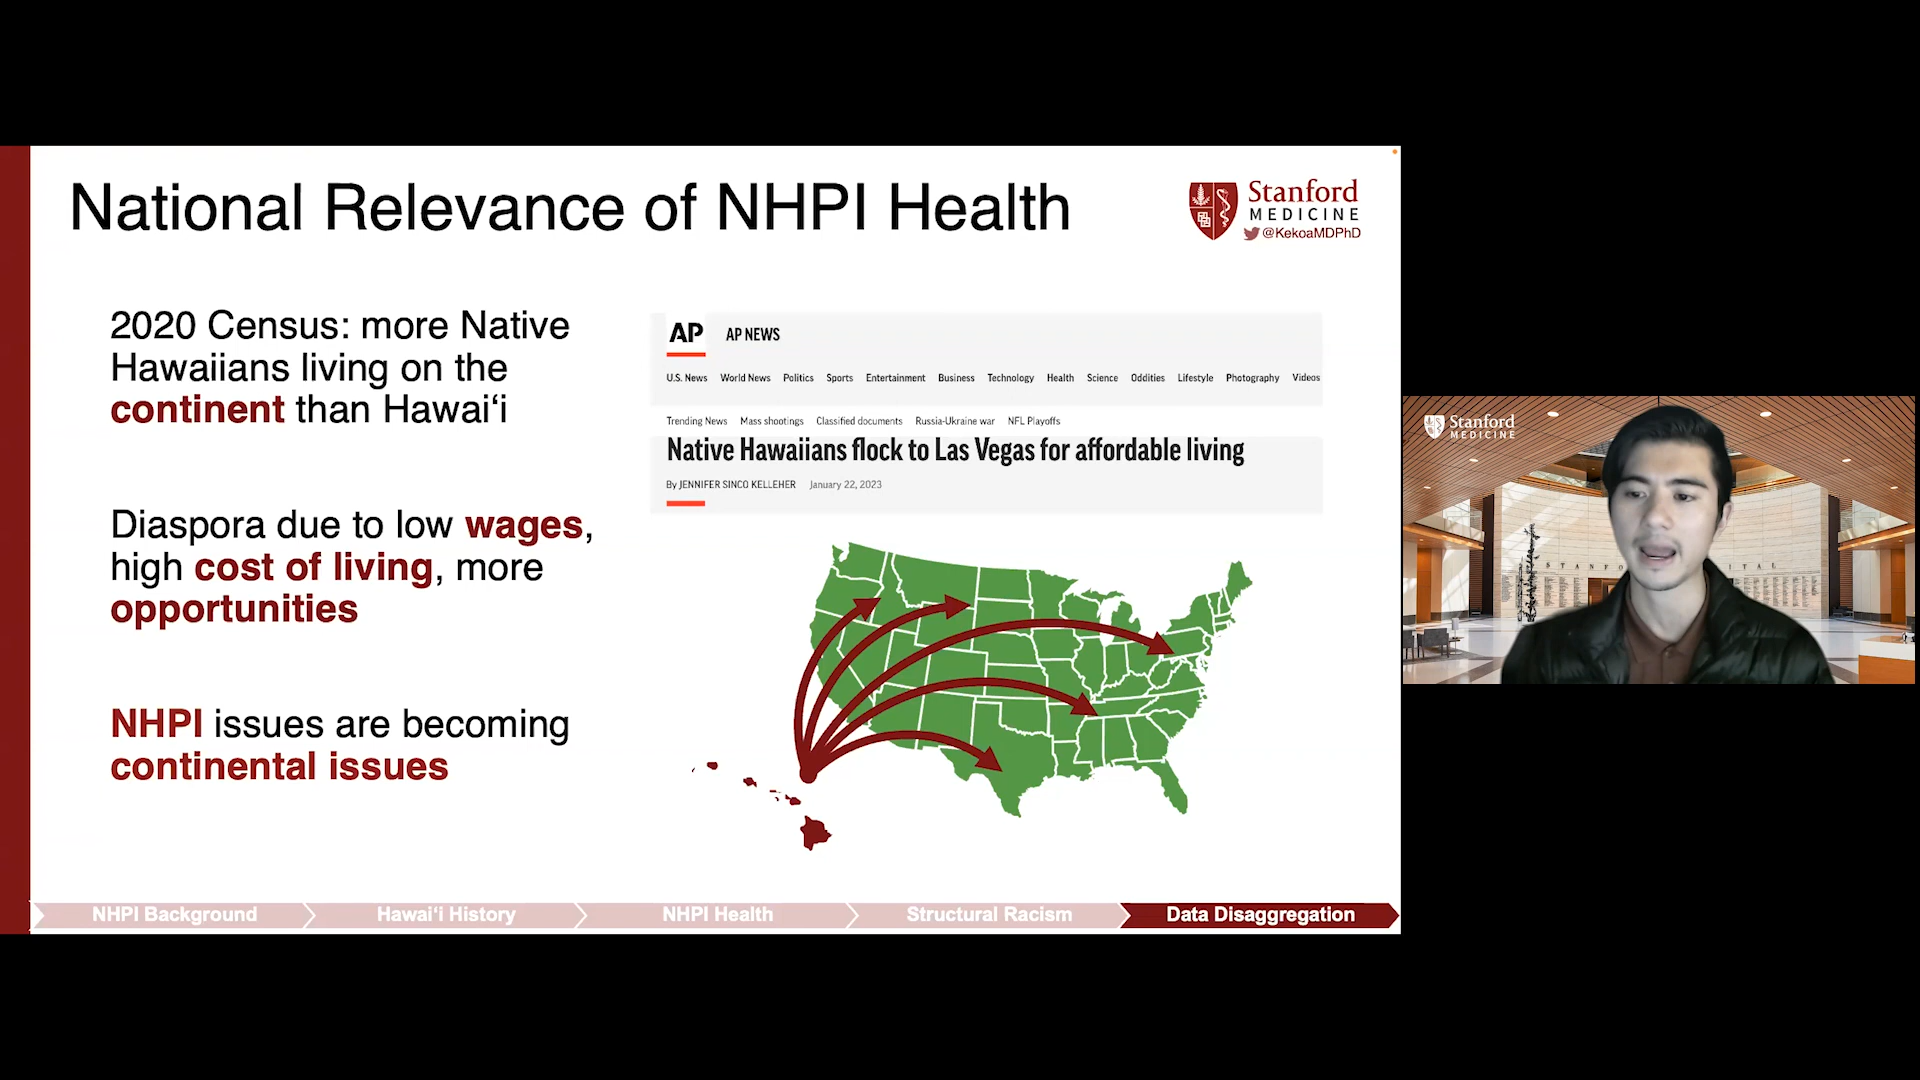 National Relevance of NHPI Health
Stanford
MEDICINE
@KekoaMDPhD
2020 Census: more Native
Hawaiians living on the
continent than Hawaiʻi
Diaspora due to low wages,
high cost of living, more
opportunities
NHPI issues are becoming
continental issues
AP AP NEWS
U.S. News World News Politics Sports Entertainment Business Technology Health Science Oddities Lifestyle Photography Videos
Trending News Mass shootings Classified documents Russia-Ukraine war NFL Playoffs
Native Hawaiians flock to Las Vegas for affordable living
By JENNIFER SINCO KELLEHER January 22, 2023
NHPI Background Hawaiʻi History NHPI Health Structural Racism Data Disaggregation
Stanford
MEDICINE